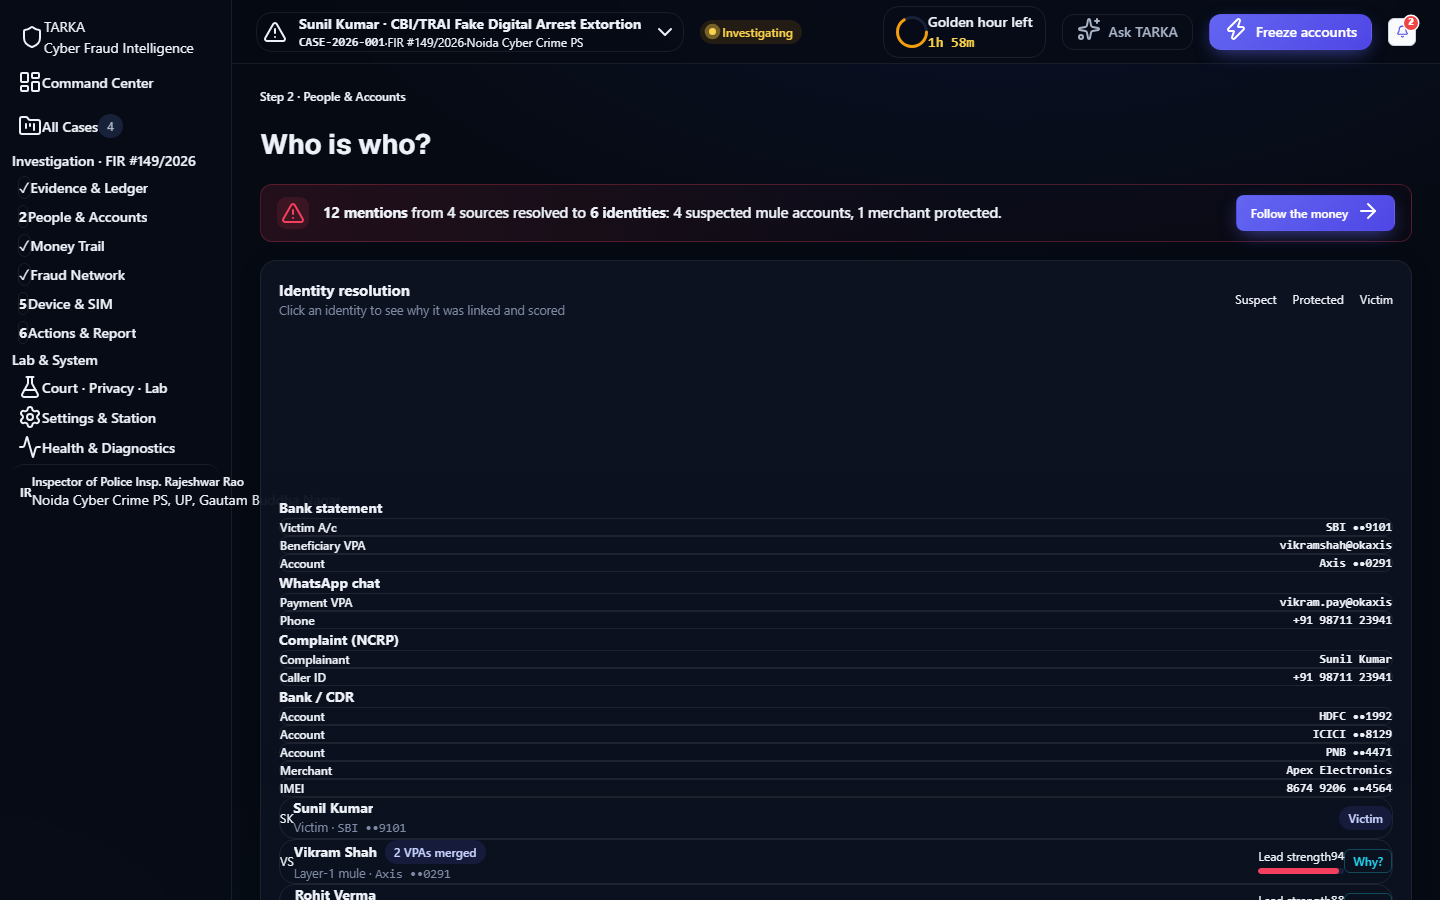 TARKA
Cyber Fraud Intelligence
Command Center
All Cases 4
Investigation · FIR #149/2026
✓Evidence & Ledger
2People & Accounts
✓Money Trail
✓Fraud Network
5Device & SIM
6Actions & Report
Lab & System
Court · Privacy · Lab
Settings & Station
Health & Diagnostics
IR
Inspector of Police Insp. Rajeshwar Rao
Noida Cyber Crime PS, UP, Gautam Buddha Nagar
Sunil Kumar · CBI/TRAI Fake Digital Arrest Extortion
CASE-2026-001·FIR #149/2026·Noida Cyber Crime PS
Investigating
Golden hour left
1h 58m
Ask TARKA
Freeze accounts
2
Step 2 · People & Accounts
Who is who?
12 mentions from 4 sources resolved to 6 identities: 4 suspected mule accounts, 1 merchant protected.
Follow the money
Identity resolution
Click an identity to see why it was linked and scored
Suspect Protected Victim
Bank statement
Victim A/c SBI ••9101
Beneficiary VPA vikramshah@okaxis
Account Axis ••0291
WhatsApp chat
Payment VPA vikram.pay@okaxis
Phone +91 98711 23941
Complaint (NCRP)
Complainant Sunil Kumar
Caller ID +91 98711 23941
Bank / CDR
Account HDFC ••1992
Account ICICI ••8129
Account PNB ••4471
Merchant Apex Electronics
IMEI 8674 9206 ••4564
SK
Sunil Kumar
Victim · SBI ••9101
Victim
VS
Vikram Shah 2 VPAs merged
Layer-1 mule · Axis ••0291
Lead strength94
Why?
Rohit Verma
Lead strength88